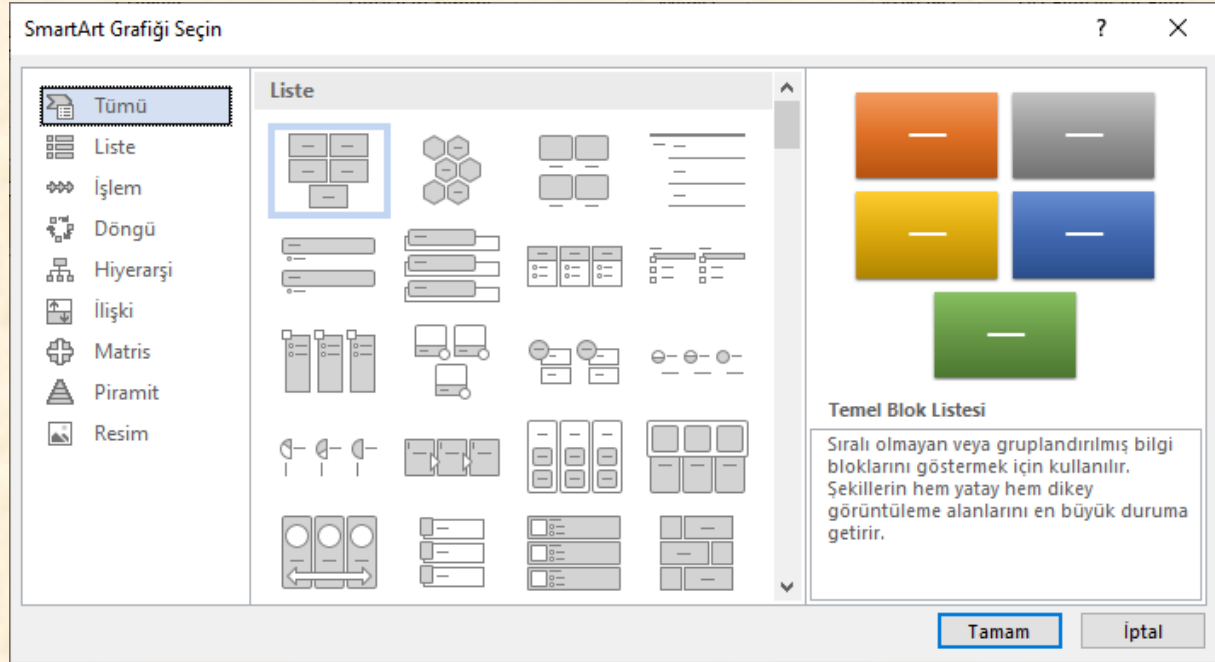 SmartArt Grafiği Seçin
?
Tümü
Liste
İşlem
Döngü
Hiyerarşi
İlişki
Matris
Piramit
Resim
Liste
Temel Blok Listesi
Sıralı olmayan veya gruplandırılmış bilgi
bloklarını göstermek için kullanılır.
Şekillerin hem yatay hem dikey
görüntüleme alanlarını en büyük duruma
getirir.
Tamam
İptal